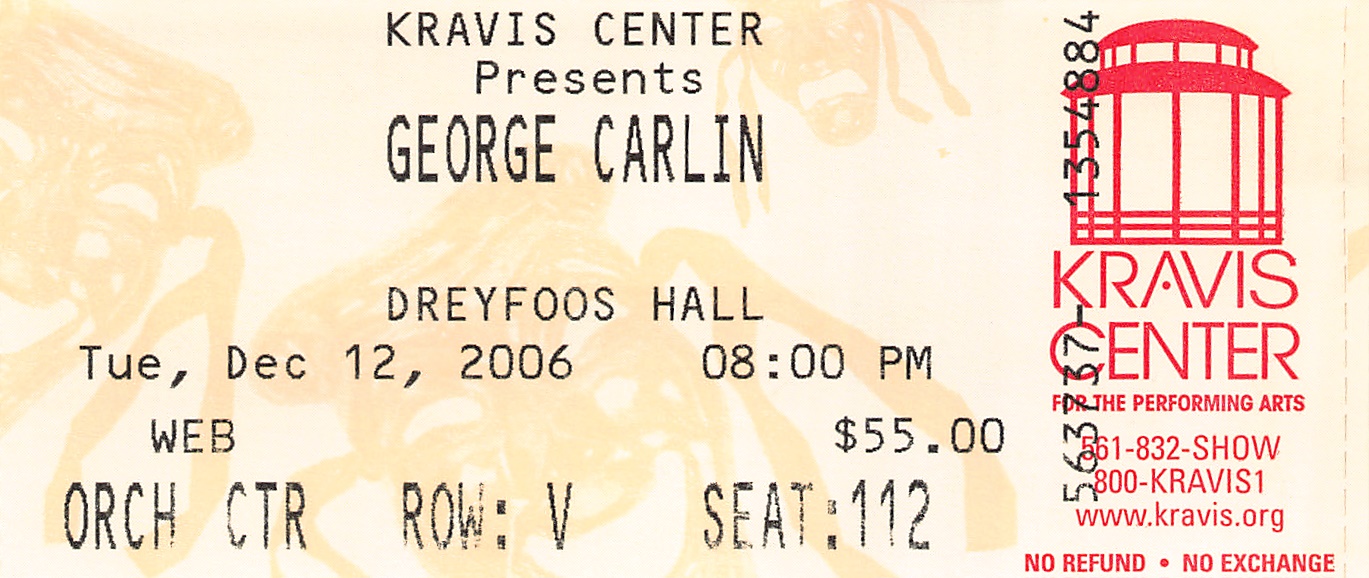 KRAVIS CENTER
Presents
GEORGE CARLIN
DREYFOOS HALL
Tue, Dec 12, 2006 08:00 PM
WEB $55.00
ORCH CTR ROW: V SEAT:112
563737- 1354884
KRAVIS
CENTER
FOR THE PERFORMING ARTS
561-832-SHOW
800-KRAVIS1
www.kravis.org
NO REFUND • NO EXCHANGE